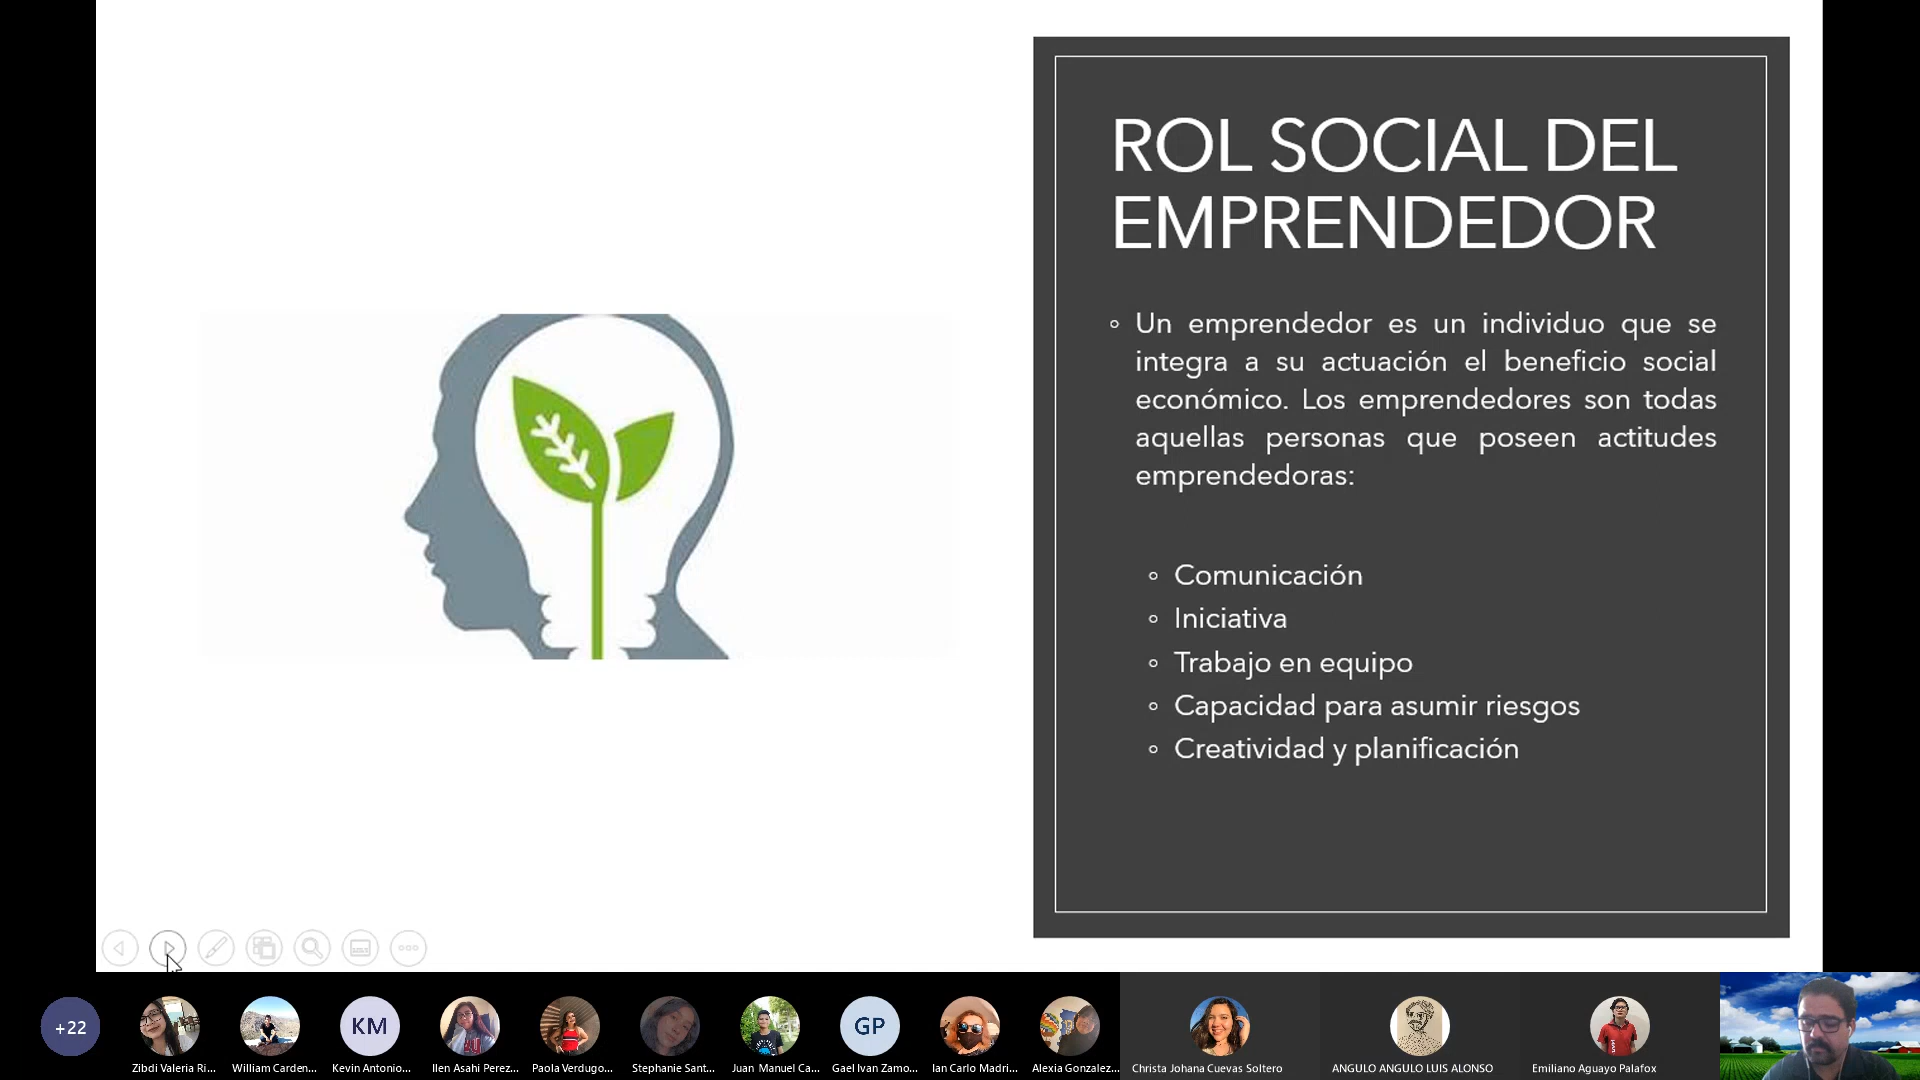 ROL SOCIAL DEL
EMPRENDEDOR
Un emprendedor es un individuo que se
integra a su actuación el beneficio social
económico. Los emprendedores son todas
aquellas personas que poseen actitudes
emprendedoras:
Comunicación
Iniciativa
Trabajo en equipo
Capacidad para asumir riesgos
Creatividad y planificación
+22
KM
GP
Zibdi Valeria Ri...
William Carden...
Kevin Antonio...
Ilen Asahi Perez...
Paola Verdugo...
Stephanie Sant...
Juan Manuel Ca...
Gael Ivan Zamo...
Ian Carlo Madri...
Alexia Gonzalez...
Christa Johana Cuevas Soltero
ANGULO ANGULO LUIS ALONSO
Emiliano Aguayo Palafox